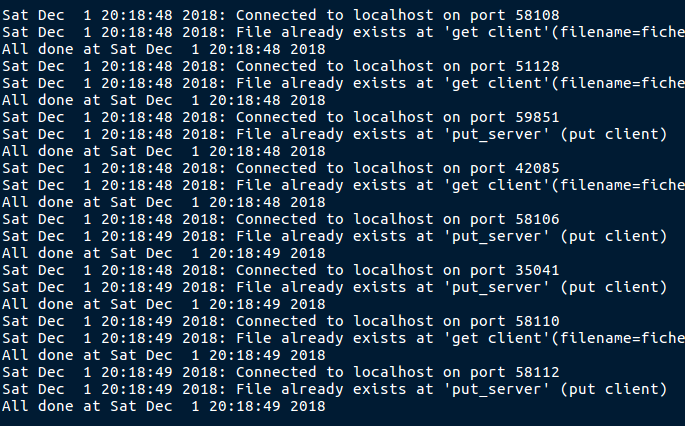 Sat Dec  1 20:18:48 2018: Connected to localhost on port 58108
Sat Dec  1 20:18:48 2018: File already exists at 'get client'(filename=fiche
All done at Sat Dec  1 20:18:48 2018
Sat Dec  1 20:18:48 2018: Connected to localhost on port 51128
Sat Dec  1 20:18:48 2018: File already exists at 'get client'(filename=fiche
All done at Sat Dec  1 20:18:48 2018
Sat Dec  1 20:18:48 2018: Connected to localhost on port 59851
Sat Dec  1 20:18:48 2018: File already exists at 'put_server' (put client)
All done at Sat Dec  1 20:18:48 2018
Sat Dec  1 20:18:48 2018: Connected to localhost on port 42085
Sat Dec  1 20:18:48 2018: File already exists at 'get client'(filename=fiche
All done at Sat Dec  1 20:18:48 2018
Sat Dec  1 20:18:48 2018: Connected to localhost on port 58106
Sat Dec  1 20:18:49 2018: File already exists at 'put_server' (put client)
All done at Sat Dec  1 20:18:49 2018
Sat Dec  1 20:18:48 2018: Connected to localhost on port 35041
Sat Dec  1 20:18:49 2018: File already exists at 'put_server' (put client)
All done at Sat Dec  1 20:18:49 2018
Sat Dec  1 20:18:49 2018: Connected to localhost on port 58110
Sat Dec  1 20:18:49 2018: File already exists at 'get client'(filename=fiche
All done at Sat Dec  1 20:18:49 2018
Sat Dec  1 20:18:49 2018: Connected to localhost on port 58112
Sat Dec  1 20:18:49 2018: File already exists at 'put_server' (put client)
All done at Sat Dec  1 20:18:49 2018